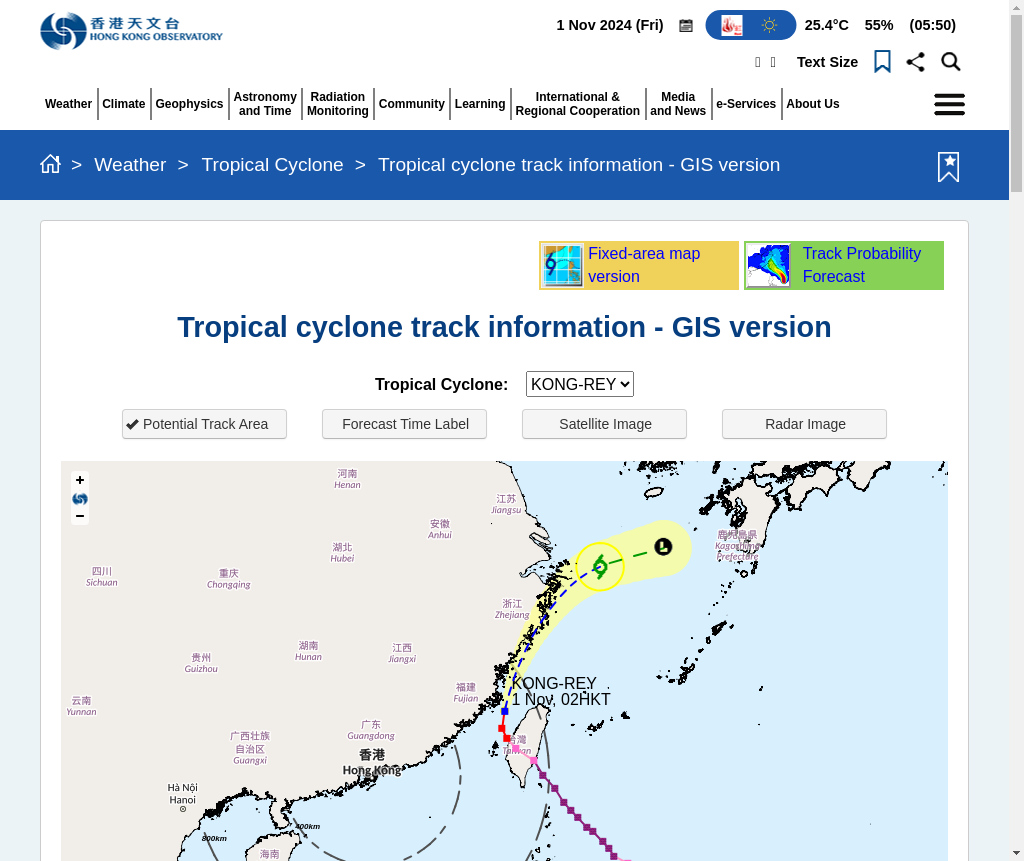 香港天文台
HONG KONG OBSERVATORY
1 Nov 2024 (Fri)
25.4°C 55% (05:50)
Text Size
Weather
Climate
Geophysics
Astronomy
and Time
Radiation
Monitoring
Community
Learning
International &
Regional Cooperation
Media
and News
e-Services
About Us
> Weather > Tropical Cyclone > Tropical cyclone track information - GIS version
Fixed-area map
version
Track Probability
Forecast
Tropical cyclone track information - GIS version
Tropical Cyclone: KONG-REY
Potential Track Area
Forecast Time Label
Satellite Image
Radar Image
+
−
河南
Henan
江苏
Jiangsu
安徽
Anhui
湖北
Hubei
四川
Sichuan
重庆
Chongqing
鹿児島県
Kagoshima
Prefecture
浙江
Zhejiang
湖南
Hunan
江西
Jiangxi
贵州
Guizhou
福建
Fujian
KONG-REY
1 Nov, 02HKT
云南
Yunnan
广东
Guangdong
广西壮族
自治区
Guangxi
台灣
Taiwan
香港
Hong Kong
Hà Nội
Hanoi
400km
800km
海南